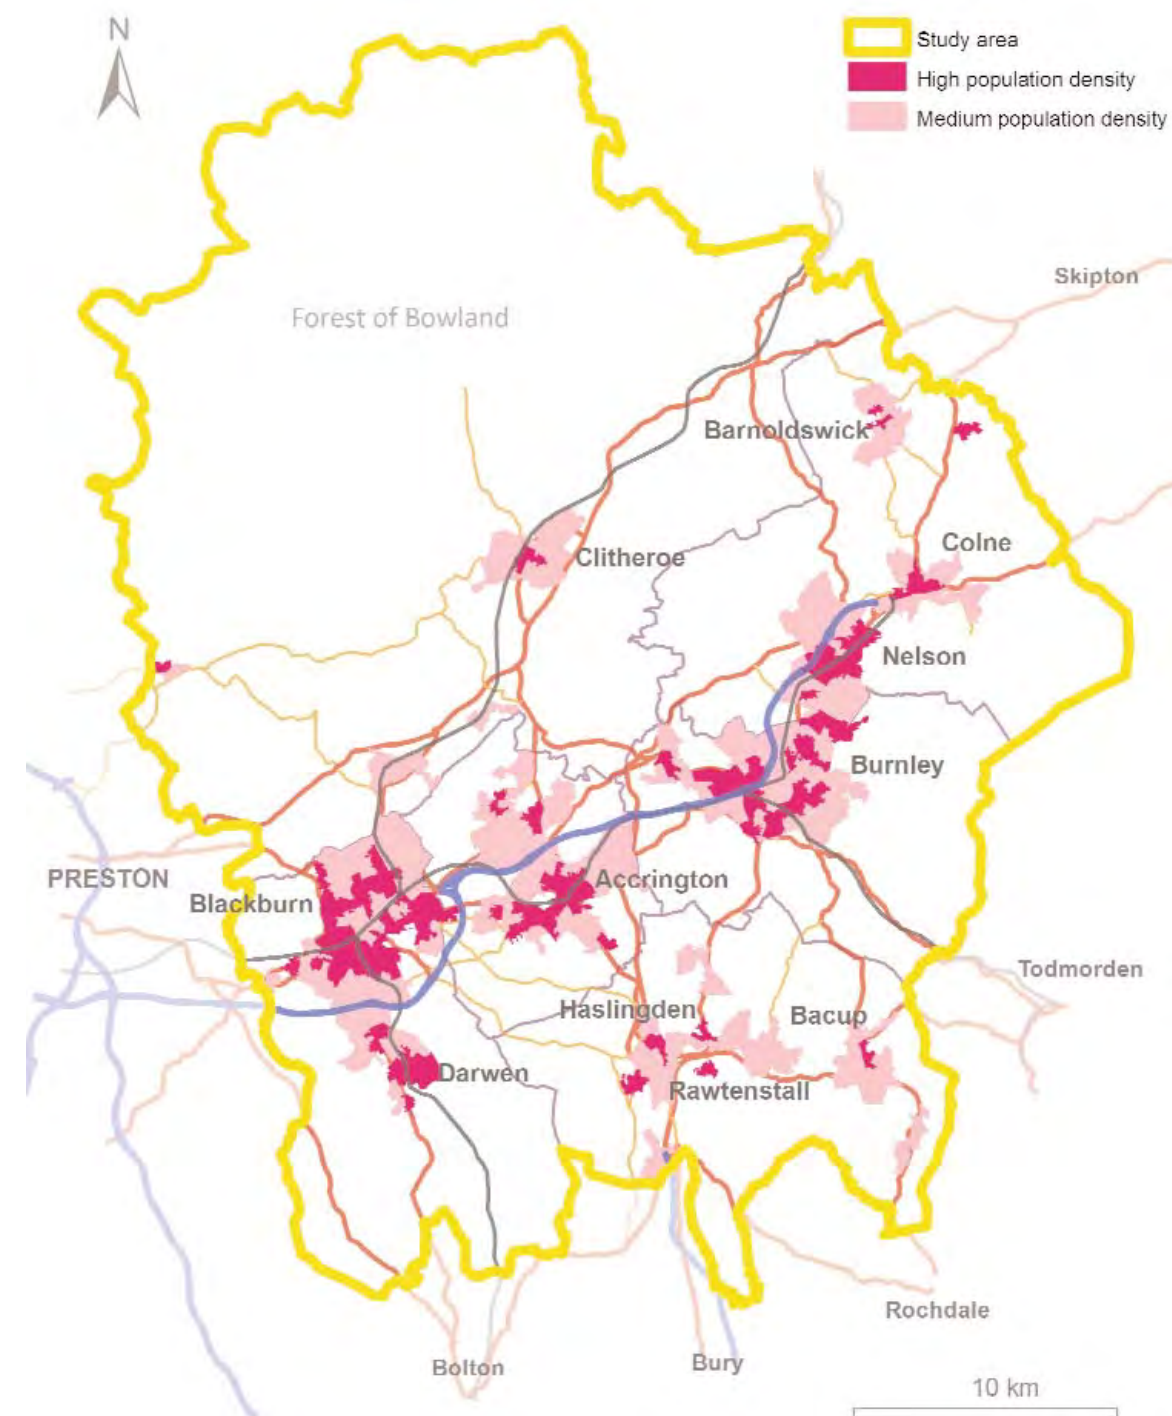 N
Study area
High population density
Medium population density
Skipton
Forest of Bowland
Barnoldswick
Colne
Clitheroe
Nelson
Burnley
PRESTON
Blackburn
Accrington
Todmorden
Haslingden
Bacup
Darwen
Rawtenstall
Rochdale
Bolton
Bury
10 km